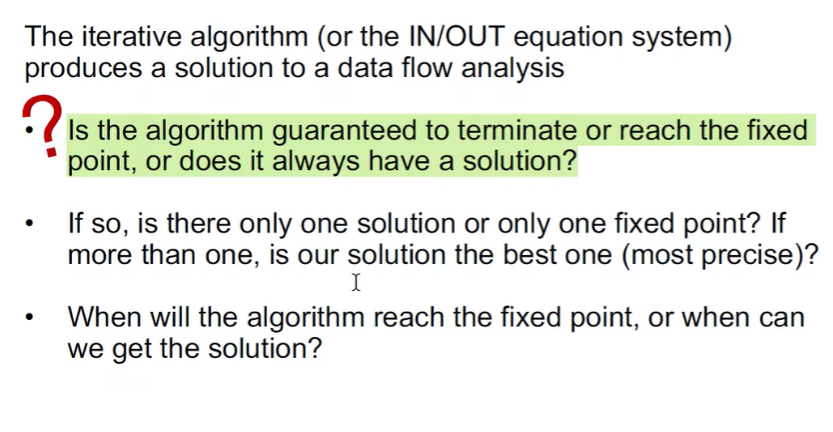 The iterative algorithm (or the IN/OUT equation system)
produces a solution to a data flow analysis
?
• Is the algorithm guaranteed to terminate or reach the fixed
point, or does it always have a solution?
• If so, is there only one solution or only one fixed point? If
more than one, is our solution the best one (most precise)?
• When will the algorithm reach the fixed point, or when can
we get the solution?